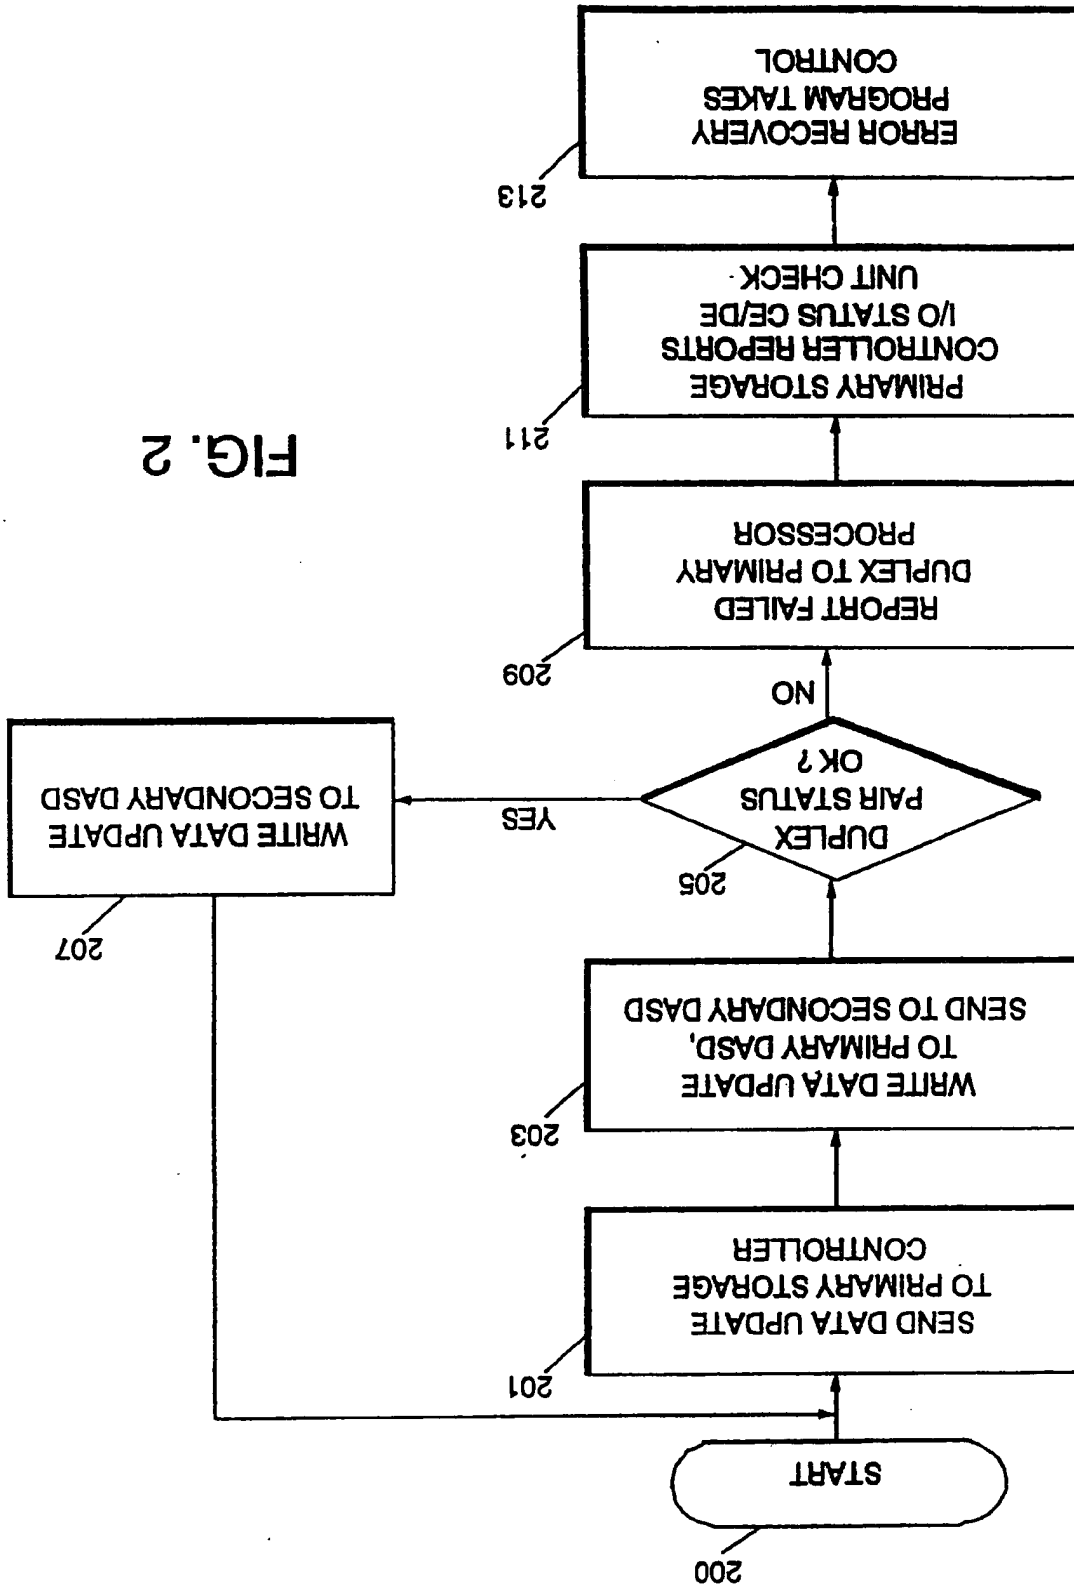 200
START
201
SEND DATA UPDATE
TO PRIMARY STORAGE
CONTROLLER
203
WRITE DATA UPDATE
TO PRIMARY DASD,
SEND TO SECONDARY DASD
205
DUPLEX
PAIR STATUS
OK ?
YES
207
WRITE DATA UPDATE
TO SECONDARY DASD
NO
209
REPORT FAILED
DUPLEX TO PRIMARY
PROCESSOR
211
PRIMARY STORAGE
CONTROLLER REPORTS
I/O STATUS CE/DE
UNIT CHECK
213
ERROR RECOVERY
PROGRAM TAKES
CONTROL
FIG. 2